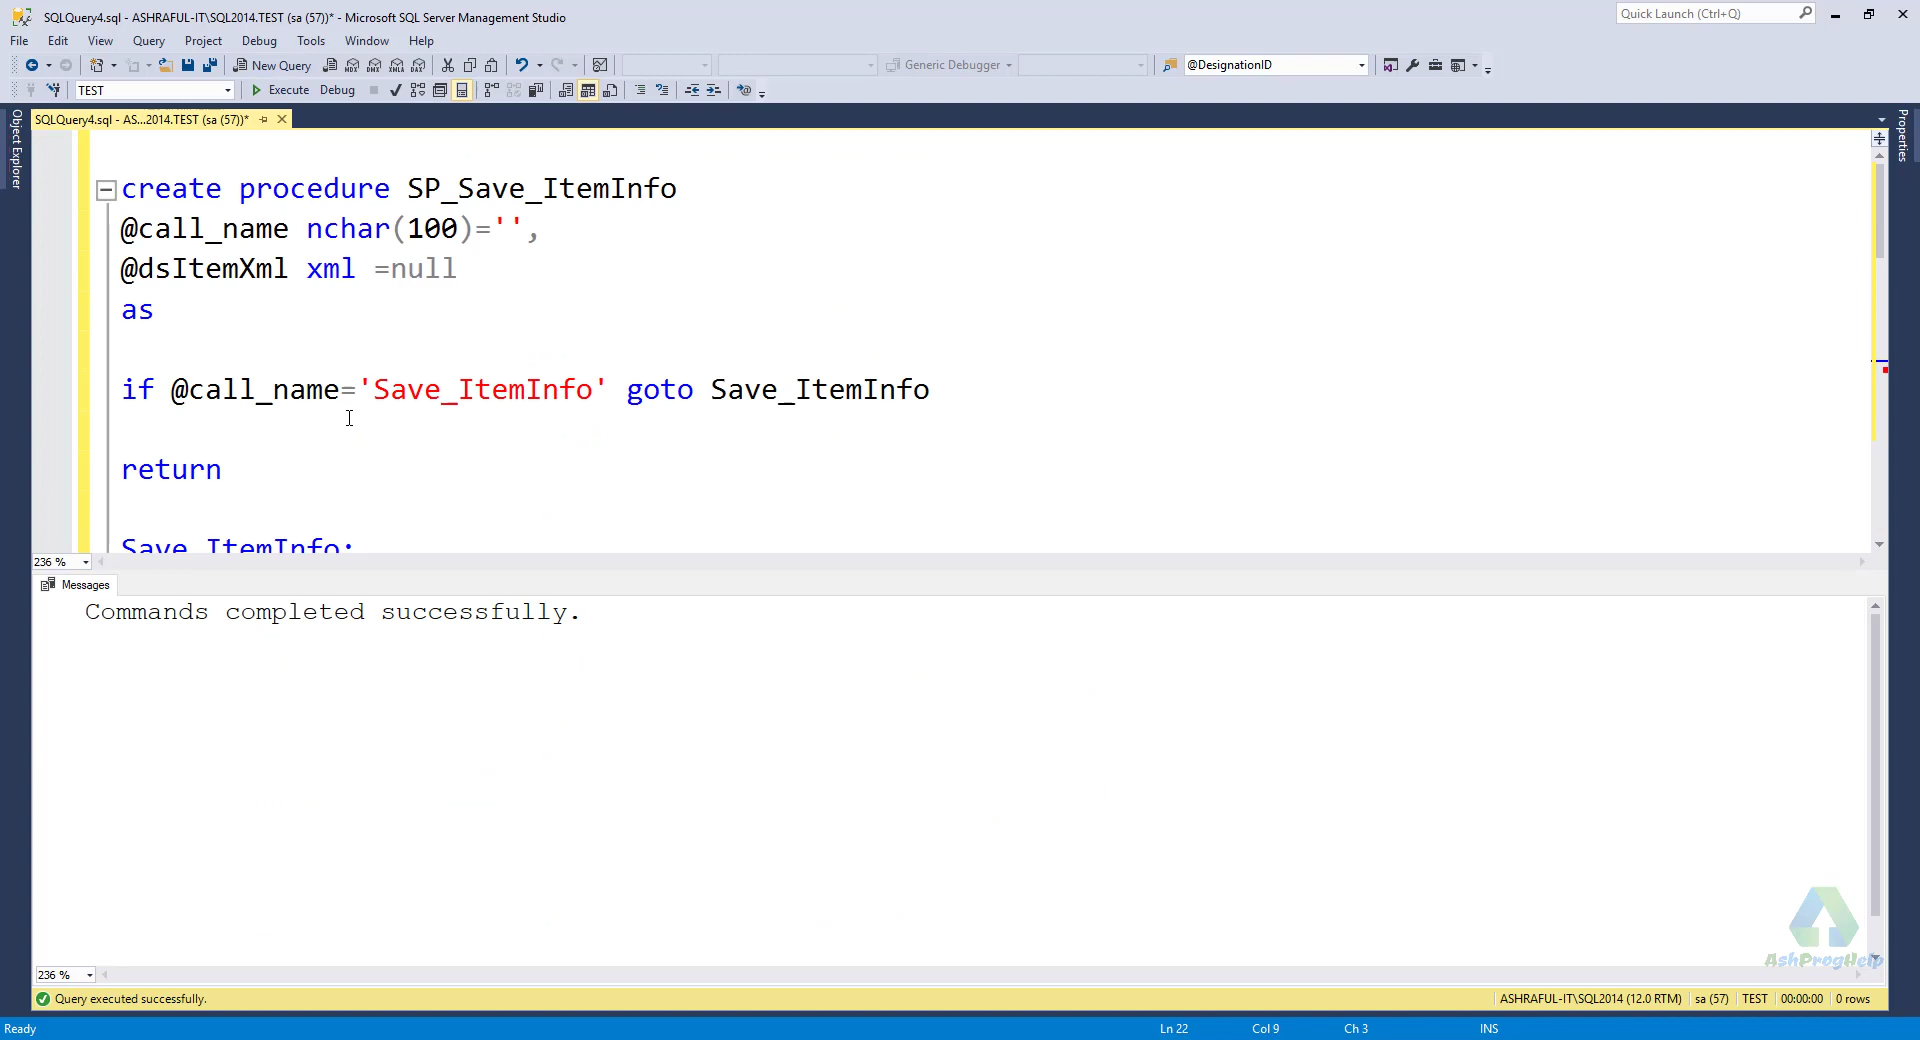 SQLQuery4.sql - ASHRAFUL-IT\SQL2014.TEST (sa (57))* - Microsoft SQL Server Management Studio
Quick Launch (Ctrl+Q)
File Edit View Query Project Debug Tools Window Help
New Query
Generic Debugger
@DesignationID
TEST
Execute Debug
SQLQuery4.sql - AS...2014.TEST (sa (57))*
Object Explorer
Properties
create procedure SP_Save_ItemInfo
@call_name nchar(100)='',
@dsItemXml xml =null
as
if @call_name='Save_ItemInfo' goto Save_ItemInfo
return
Save_ItemInfo:
236 %
Messages
Commands completed successfully.
AshProgHelp
236 %
Query executed successfully.
ASHRAFUL-IT\SQL2014 (12.0 RTM) sa (57) TEST 00:00:00 0 rows
Ready Ln 22 Col 9 Ch 3 INS